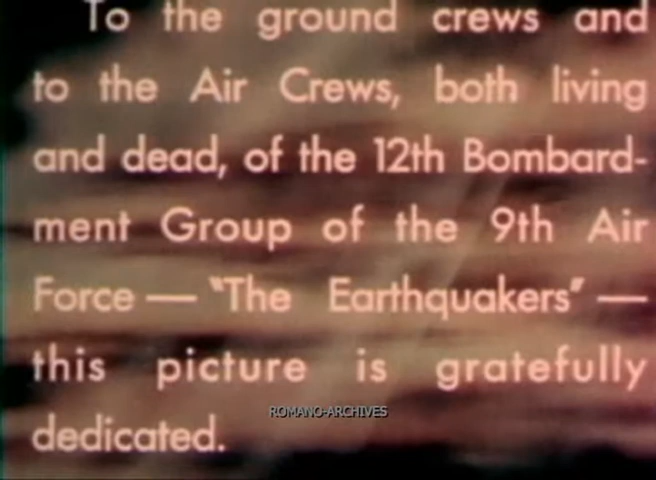 To the ground crews and
to the Air Crews, both living
and dead, of the 12th Bombard-
ment Group of the 9th Air
Force — "The Earthquakers" —
this picture is gratefully
ROMANO-ARCHIVES
dedicated.